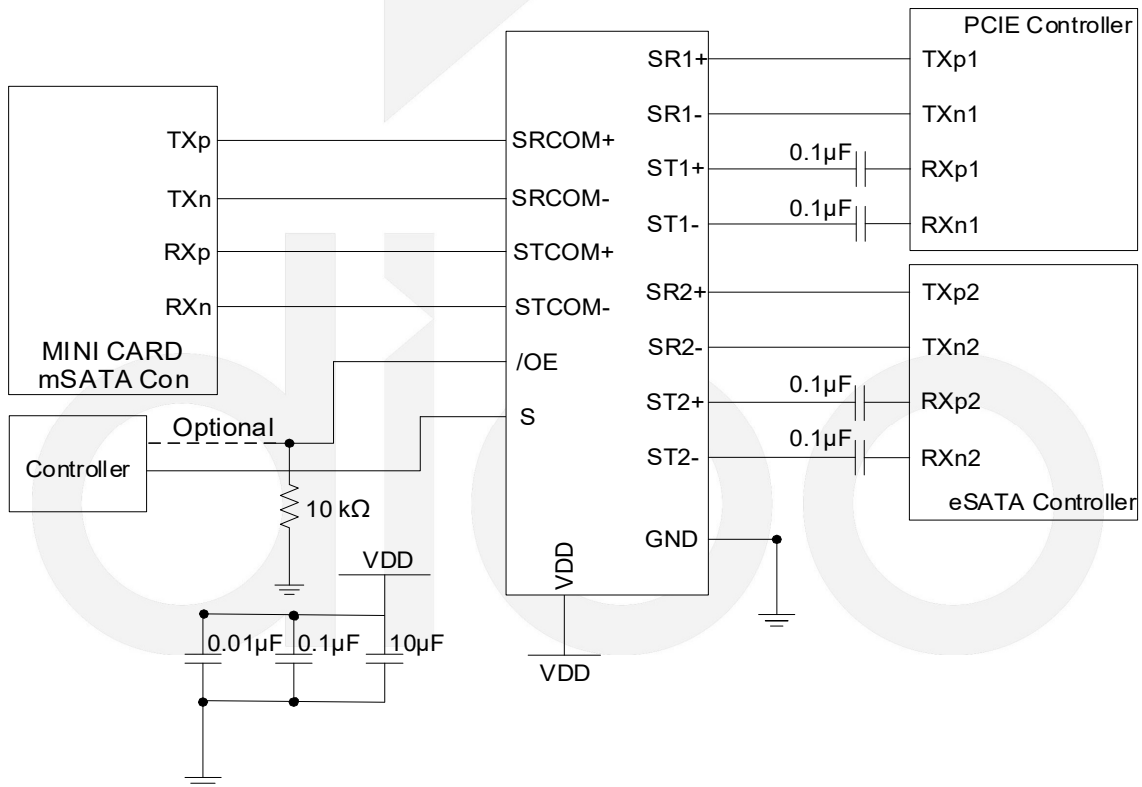 PCIE Controller
SR1+
TXp1
SR1-
TXn1
TXp
SRCOM+
0.1µF
ST1+
RXp1
TXn
SRCOM-
0.1µF
ST1-
RXn1
RXp
STCOM+
SR2+
TXp2
RXn
STCOM-
SR2-
TXn2
MINI CARD
mSATA Con
/OE
0.1µF
ST2+
RXp2
S
Optional
0.1µF
ST2-
RXn2
Controller
eSATA Controller
10 kΩ
GND
VDD
VDD
0.01µF
0.1µF
10µF
VDD
dioo